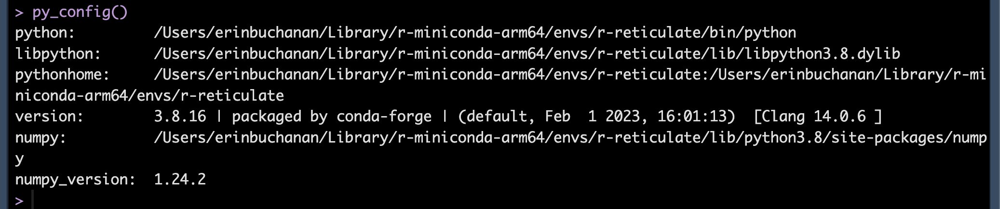 > py_config()
python:         /Users/erinbuchanan/Library/r-miniconda-arm64/envs/r-reticulate/bin/python
libpython:      /Users/erinbuchanan/Library/r-miniconda-arm64/envs/r-reticulate/lib/libpython3.8.dylib
pythonhome:     /Users/erinbuchanan/Library/r-miniconda-arm64/envs/r-reticulate:/Users/erinbuchanan/Library/r-mi
niconda-arm64/envs/r-reticulate
version:        3.8.16 | packaged by conda-forge | (default, Feb  1 2023, 16:01:13)  [Clang 14.0.6 ]
numpy:          /Users/erinbuchanan/Library/r-miniconda-arm64/envs/r-reticulate/lib/python3.8/site-packages/nump
y
numpy_version:  1.24.2
>